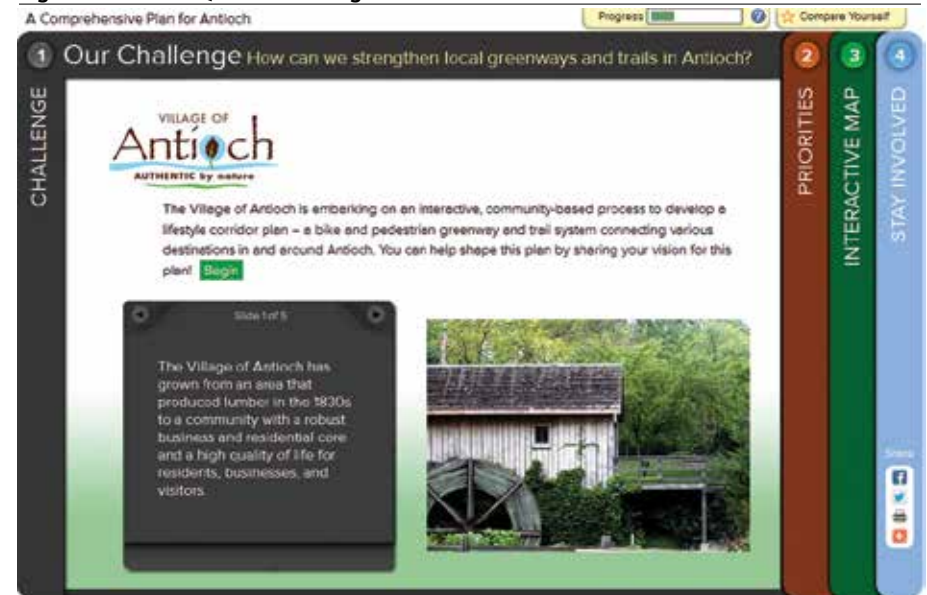 A Comprehensive Plan for Antioch
Progress
?
Compare Yourself
1
Our Challenge How can we strengthen local greenways and trails in Antioch?
CHALLENGE
2
PRIORITIES
3
INTERACTIVE MAP
4
STAY INVOLVED
VILLAGE OF
Antioch
AUTHENTIC by nature
The Village of Antioch is embarking on an interactive, community-based process to develop a
lifestyle corridor plan – a bike and pedestrian greenway and trail system connecting various
destinations in and around Antioch. You can help shape this plan by sharing your vision for this
plan! Begin
Slide 1 of 5
The Village of Antioch has
grown from an area that
produced lumber in the 1830s
to a community with a robust
business and residential core
and a high quality of life for
residents, businesses, and
visitors.
Share